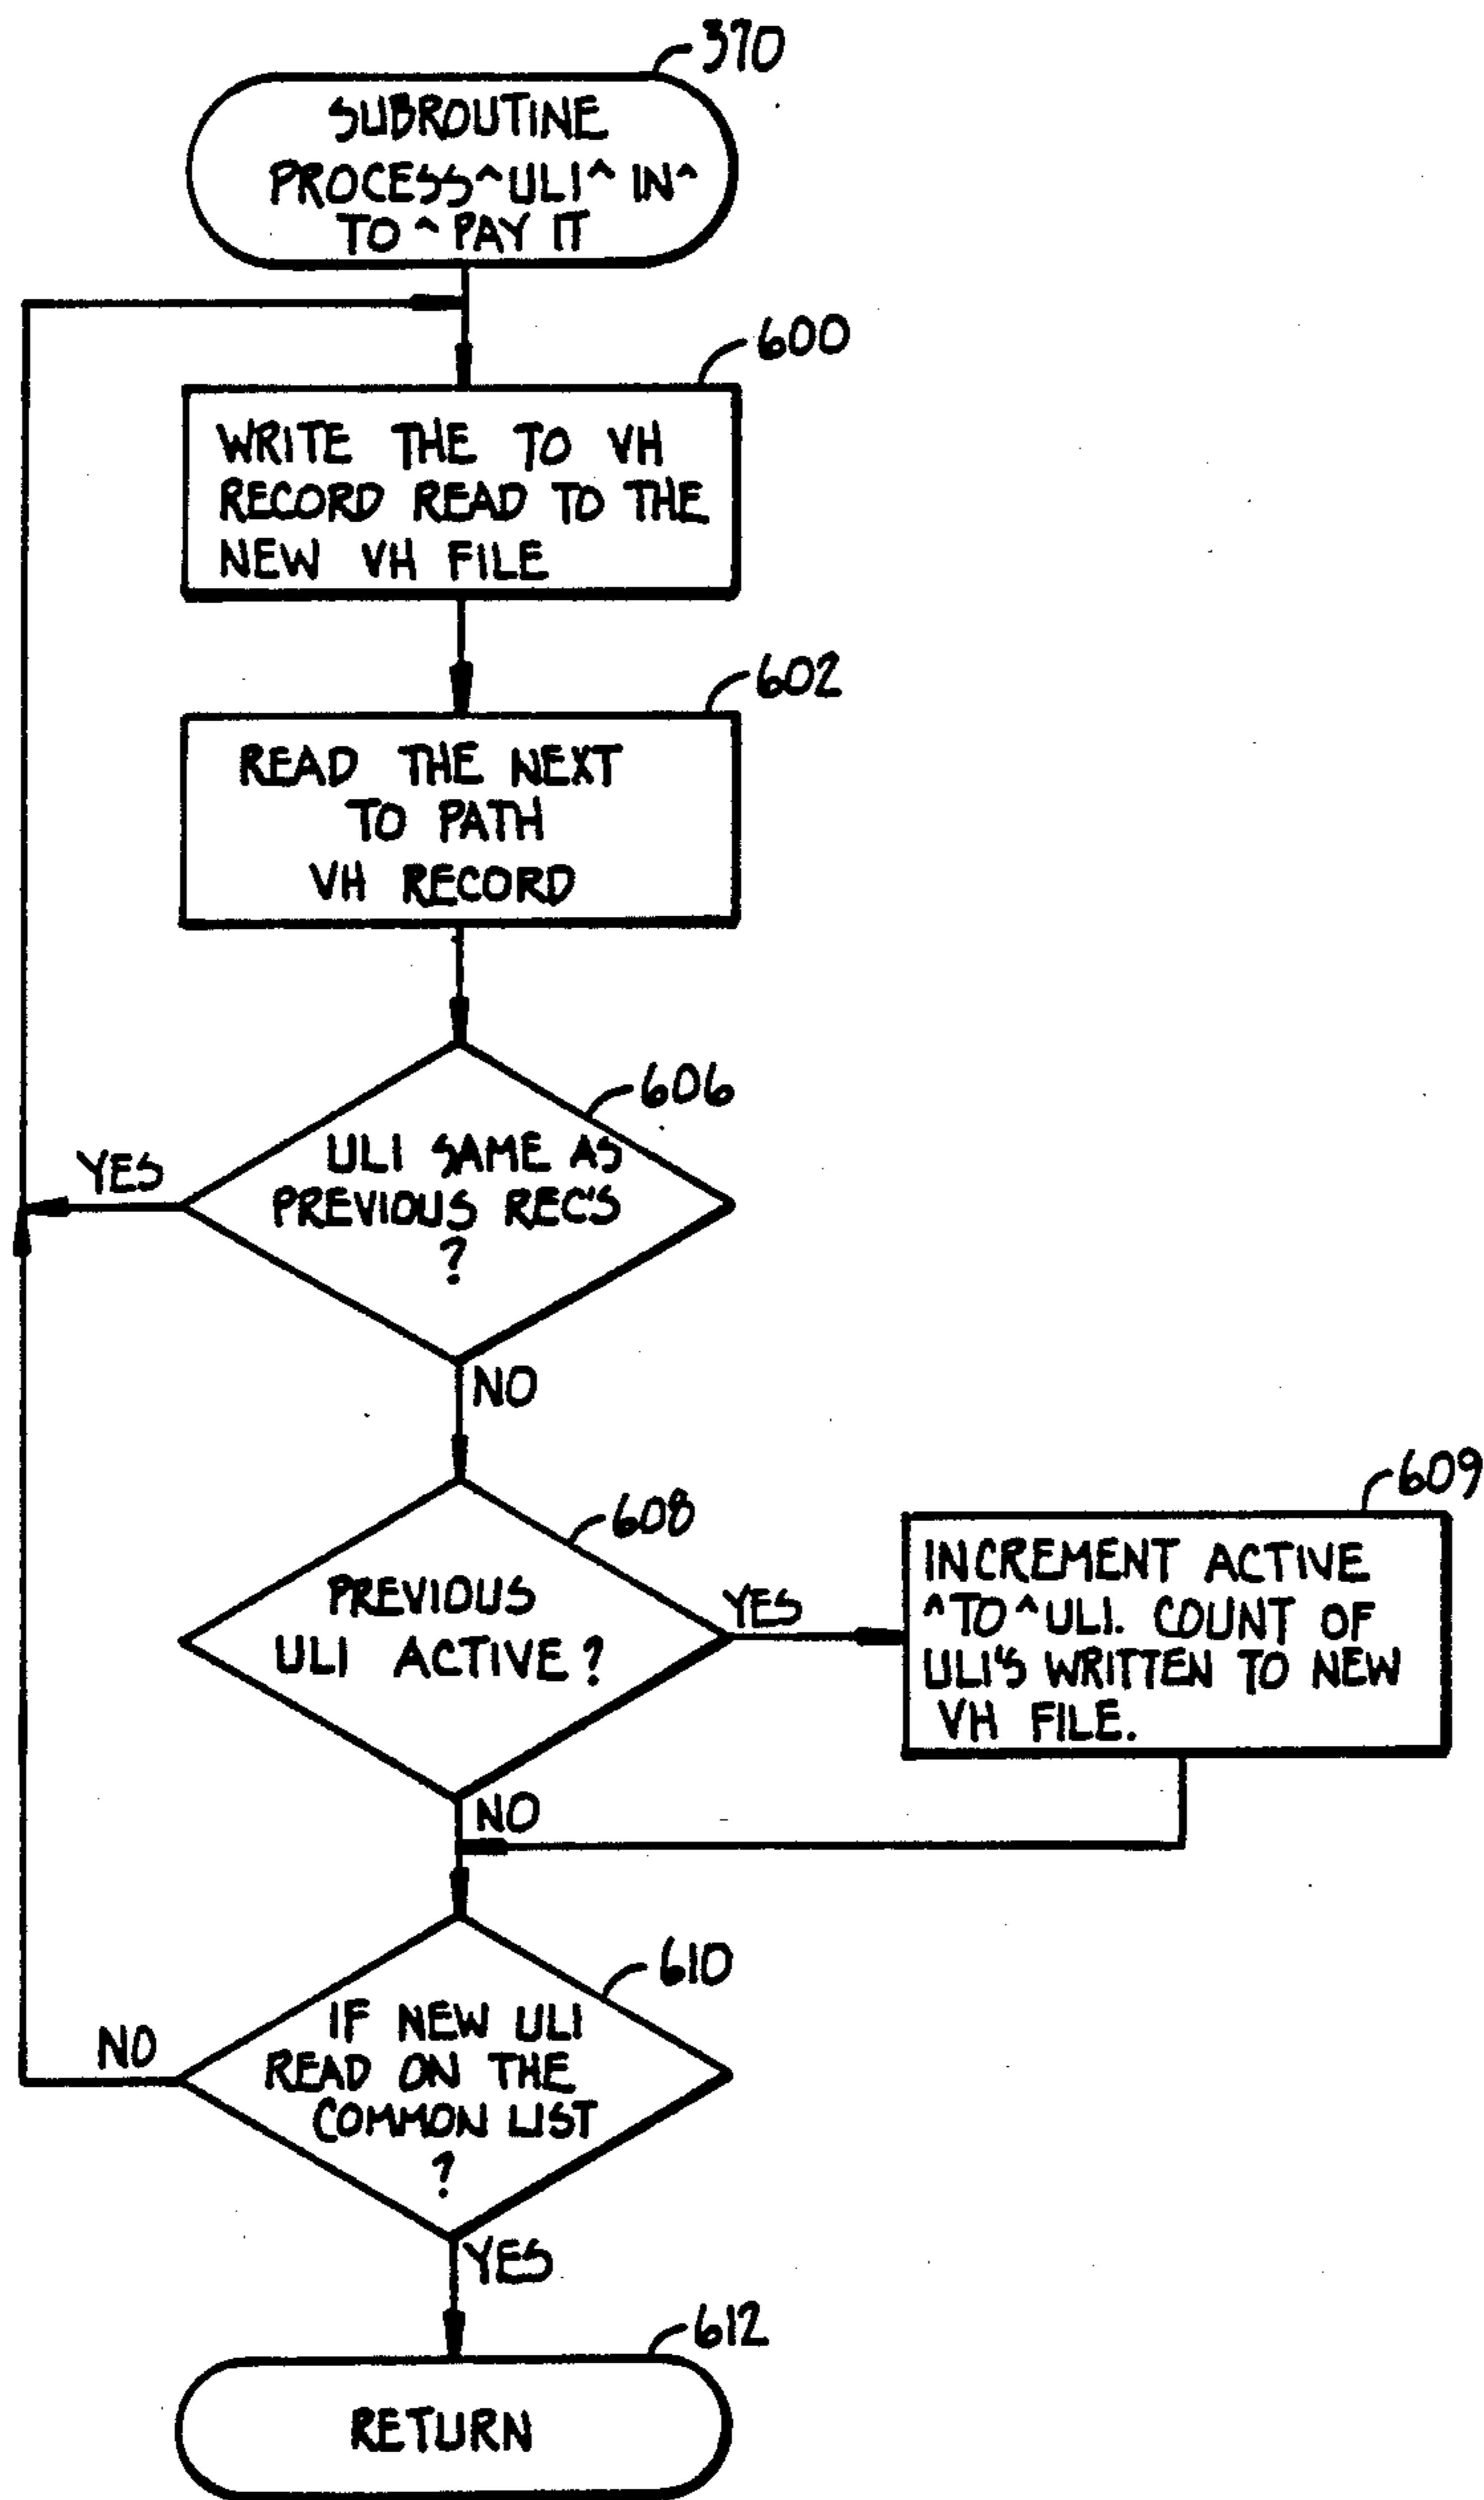 370
SUBROUTINE
PROCESS^ULI^ IN^
TO ^ PAY IT
600
WRITE THE TO VH
RECORD READ TO THE
NEW VH FILE
602
READ THE NEXT
TO PATH
VH RECORD
606
ULI SAME AS
PREVIOUS REC'S
?
YES
NO
608
PREVIOUS
ULI ACTIVE?
YES
609
INCREMENT ACTIVE
^TO^ULI. COUNT OF
ULI'S WRITTEN TO NEW
VH FILE.
NO
610
IF NEW ULI
READ ON THE
COMMON LIST
?
NO
YES
612
RETURN